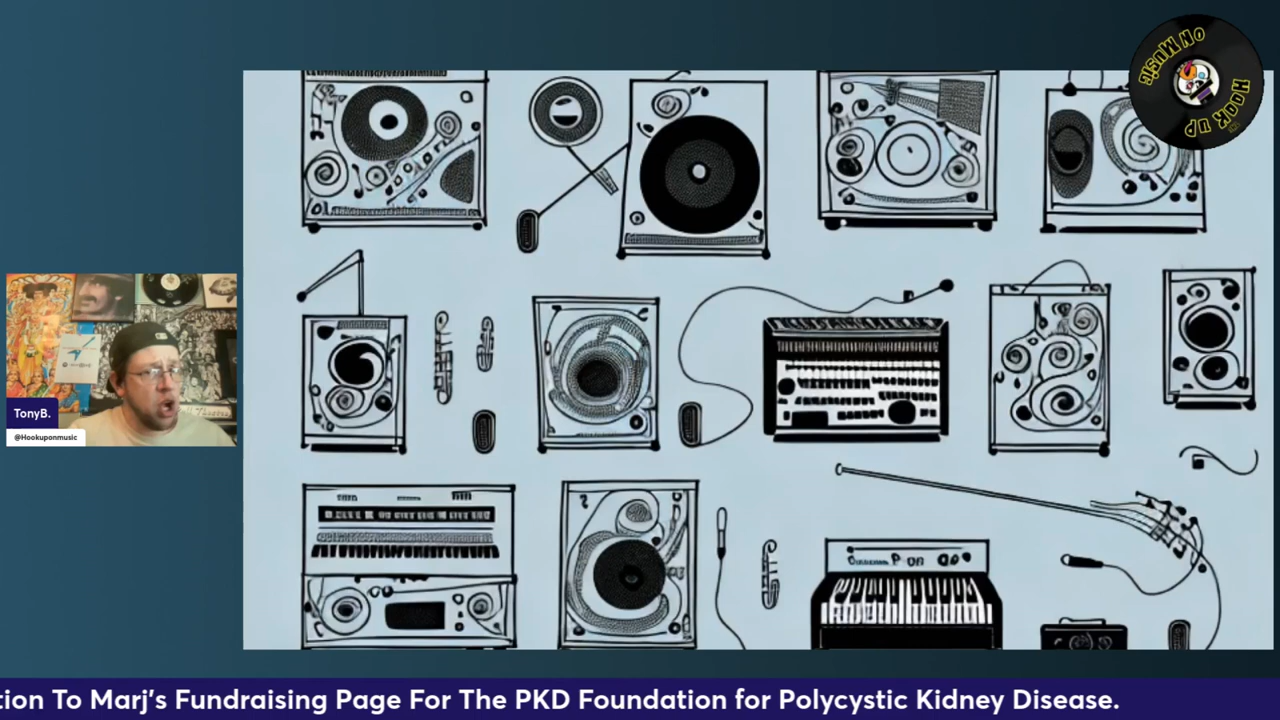 HOOK UP
ON MUSIC
TonyB.
@Hookuponmusic
tion To Marj's Fundraising Page For The PKD Foundation for Polycystic Kidney Disease.